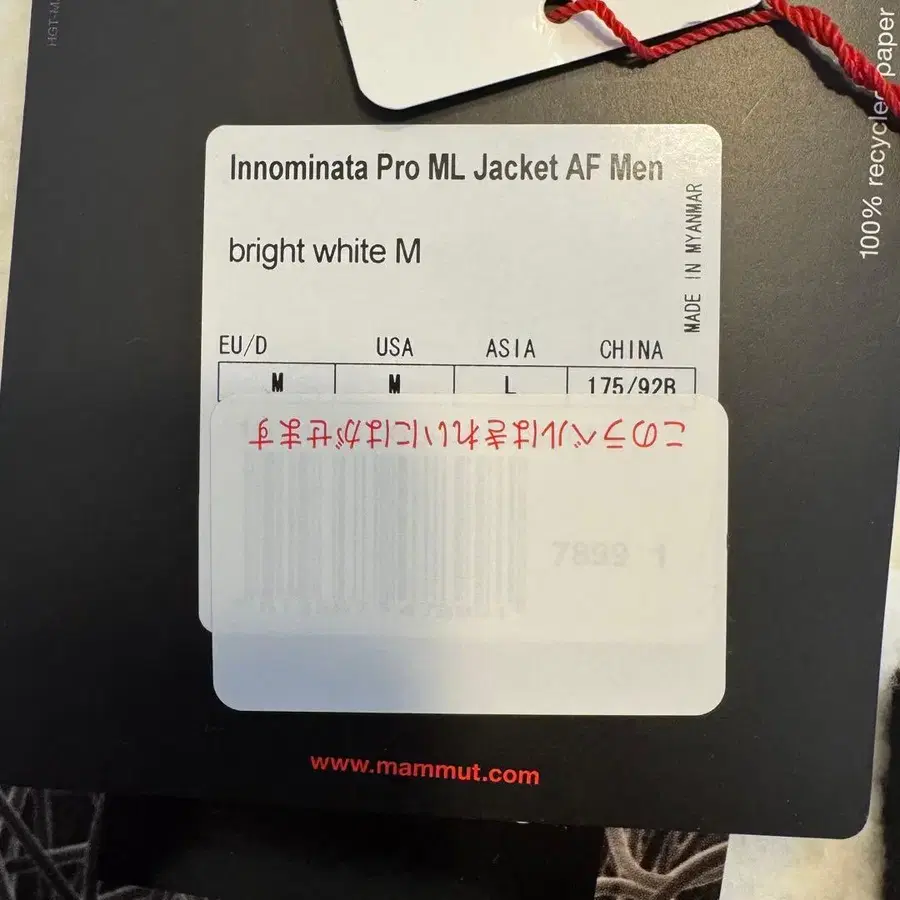 Innominata Pro ML Jacket AF Men
bright white M
MADE IN MYANMAR
EU/D USA ASIA CHINA
M M L 175/92B
このラベルはきれいにはがせます
7899 1
www.mammut.com
100% recycled paper